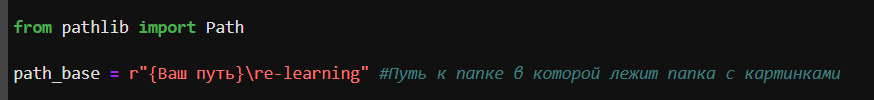 from pathlib import Path
path_base = r"{Ваш путь}\re-learning" #Путь к папке в которой лежит папка с картинками